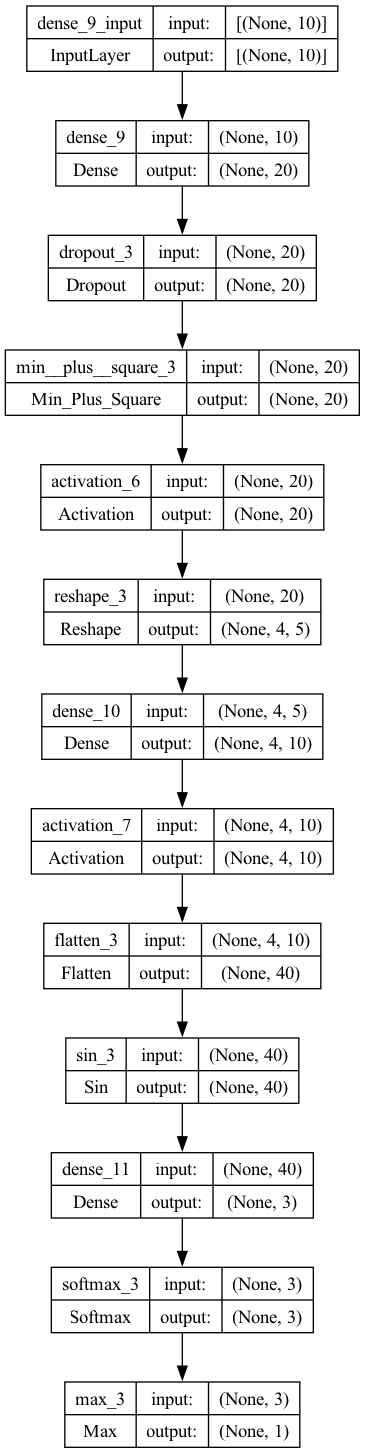 dense_9_input input: [(None, 10)]
InputLayer output: [(None, 10)]
dense_9 input: (None, 10)
Dense output: (None, 20)
dropout_3 input: (None, 20)
Dropout output: (None, 20)
min__plus__square_3 input: (None, 20)
Min_Plus_Square output: (None, 20)
activation_6 input: (None, 20)
Activation output: (None, 20)
reshape_3 input: (None, 20)
Reshape output: (None, 4, 5)
dense_10 input: (None, 4, 5)
Dense output: (None, 4, 10)
activation_7 input: (None, 4, 10)
Activation output: (None, 4, 10)
flatten_3 input: (None, 4, 10)
Flatten output: (None, 40)
sin_3 input: (None, 40)
Sin output: (None, 40)
dense_11 input: (None, 40)
Dense output: (None, 3)
softmax_3 input: (None, 3)
Softmax output: (None, 3)
max_3 input: (None, 3)
Max output: (None, 1)